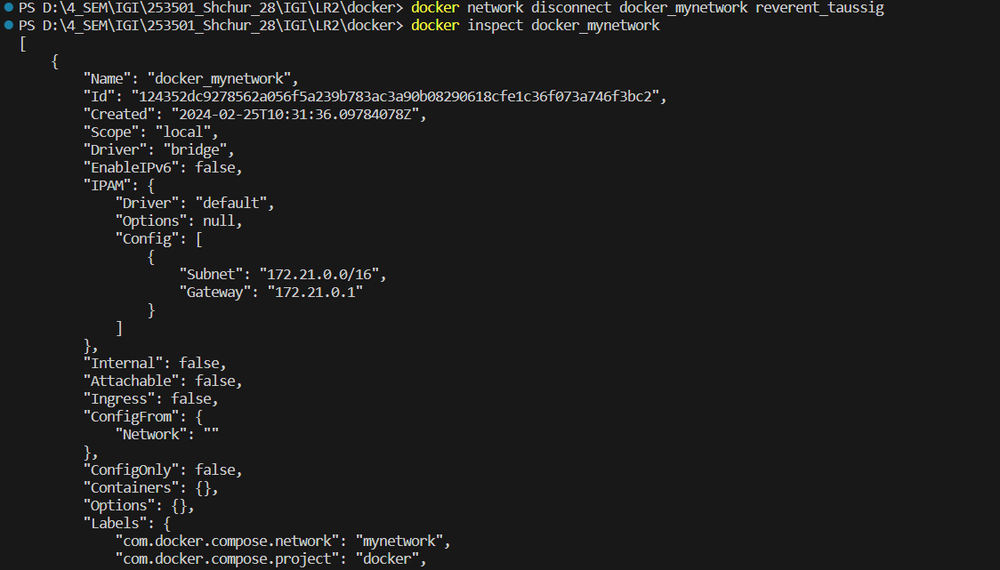 PS D:\4_SEM\IGI\253501_Shchur_28\IGI\LR2\docker> docker network disconnect docker_mynetwork reverent_taussig
PS D:\4_SEM\IGI\253501_Shchur_28\IGI\LR2\docker> docker inspect docker_mynetwork
[
    {
        "Name": "docker_mynetwork",
        "Id": "124352dc9278562a056f5a239b783ac3a90b08290618cfe1c36f073a746f3bc2",
        "Created": "2024-02-25T10:31:36.09784078Z",
        "Scope": "local",
        "Driver": "bridge",
        "EnableIPv6": false,
        "IPAM": {
            "Driver": "default",
            "Options": null,
            "Config": [
                {
                    "Subnet": "172.21.0.0/16",
                    "Gateway": "172.21.0.1"
                }
            ]
        },
        "Internal": false,
        "Attachable": false,
        "Ingress": false,
        "ConfigFrom": {
            "Network": ""
        },
        "ConfigOnly": false,
        "Containers": {},
        "Options": {},
        "Labels": {
            "com.docker.compose.network": "mynetwork",
            "com.docker.compose.project": "docker",